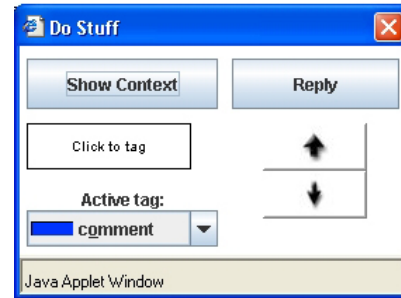 Do Stuff
Show Context Reply
Click to tag
Active tag:
comment
Java Applet Window